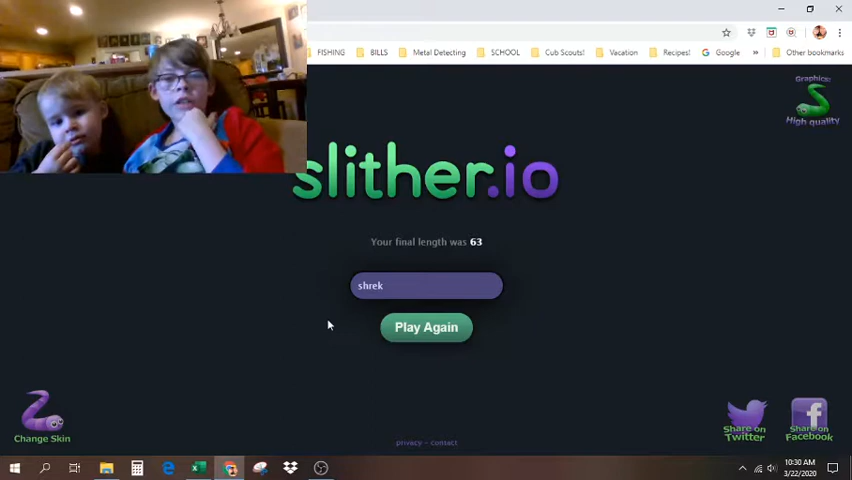 FISHING BILLS Metal Detecting SCHOOL Cub Scouts! Vacation Recipes! Google » Other bookmarks
Graphics:
High quality
slither.io
Your final length was 63
shrek
Play Again
Change Skin
privacy - contact
Share on
Twitter
Share on
Facebook
10:30 AM
3/22/2020